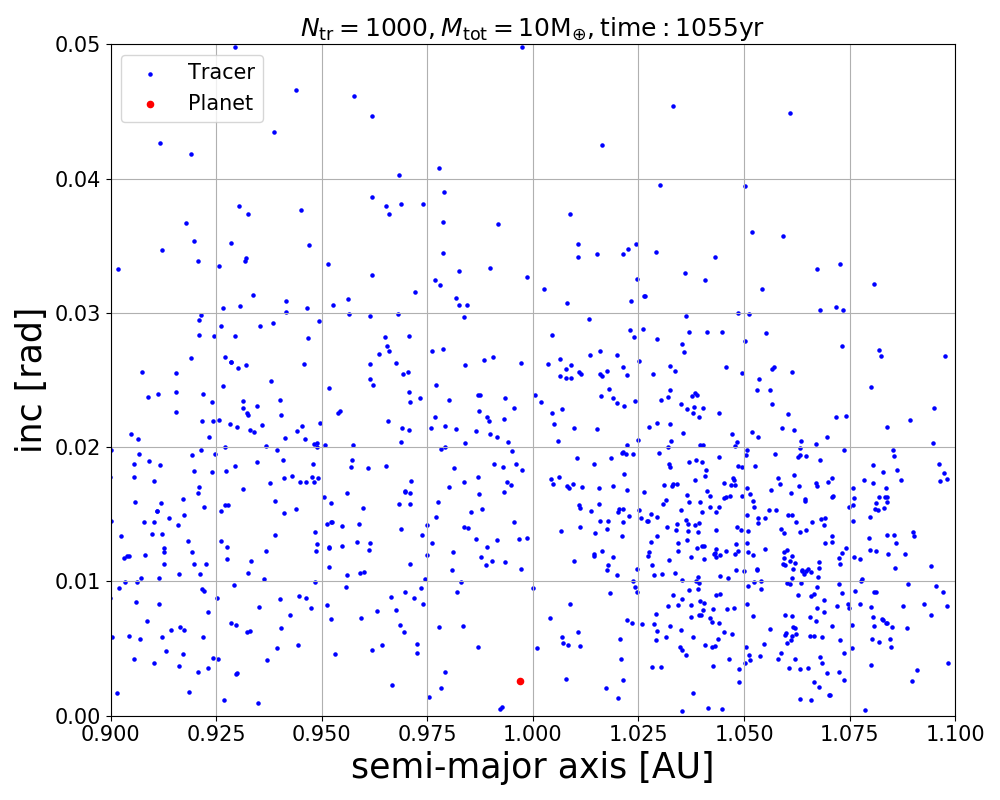 N_tr = 1000, M_tot = 10M_⊕, time : 1055yr
Tracer
Planet
inc [rad]
0.05
0.04
0.03
0.02
0.01
0.00
0.900 0.925 0.950 0.975 1.000 1.025 1.050 1.075 1.100
semi-major axis [AU]